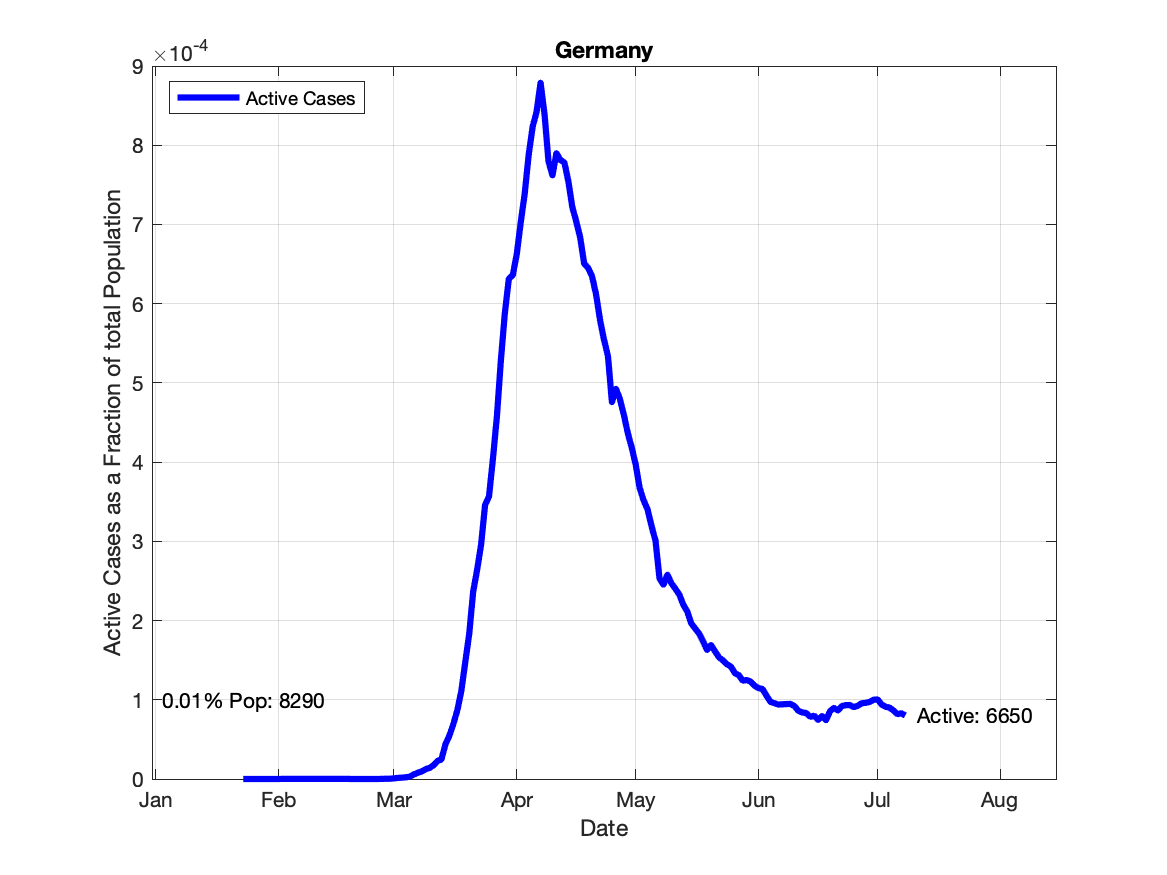 ×10-4
Germany
Active Cases
Active Cases as a Fraction of total Population
9
8
7
6
5
4
3
2
1
0
0.01% Pop: 8290
Active: 6650
Jan Feb Mar Apr May Jun Jul Aug
Date